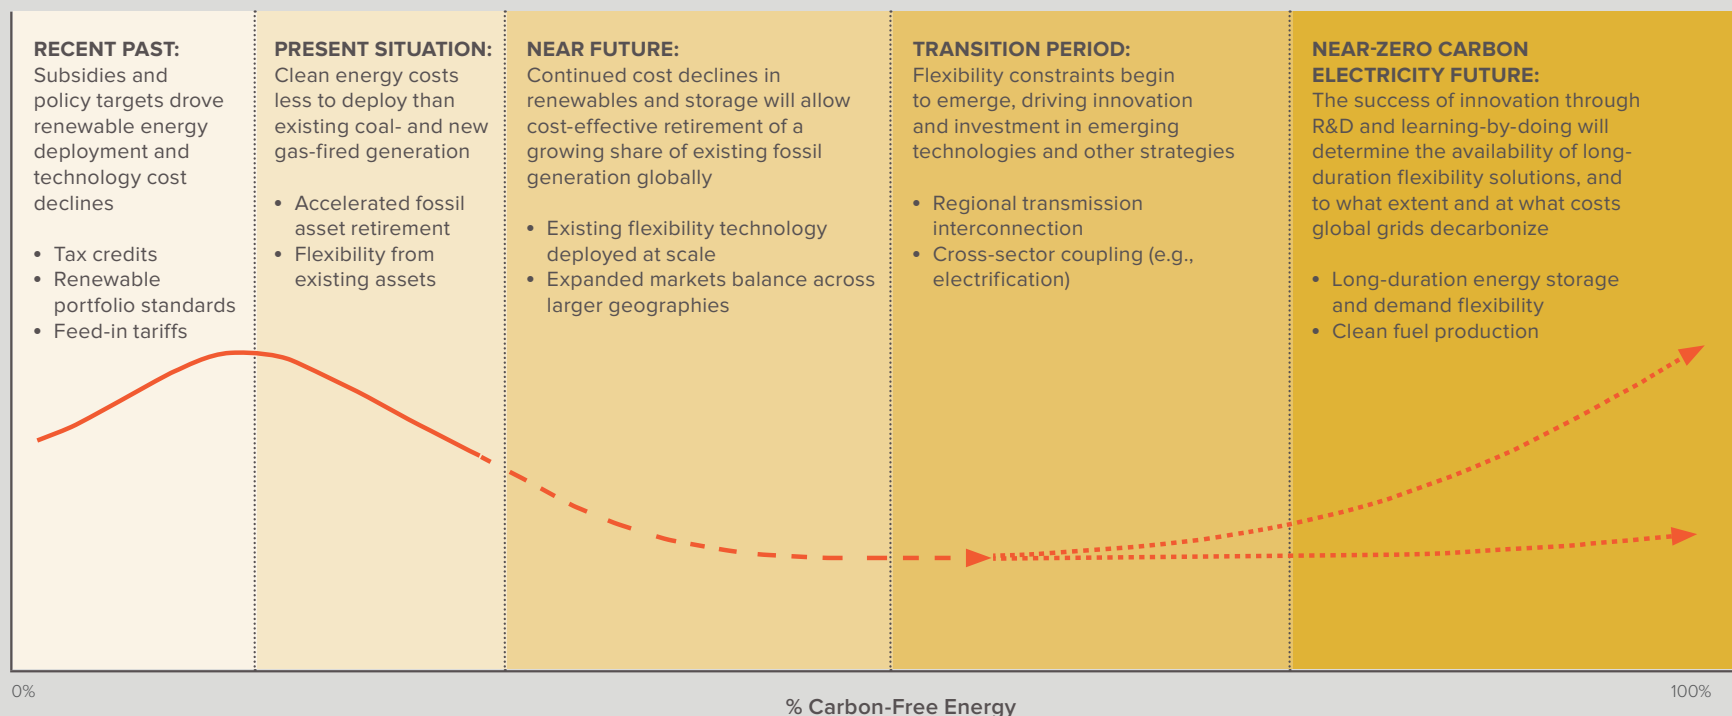 RECENT PAST:
Subsidies and
policy targets drove
renewable energy
deployment and
technology cost
declines
• Tax credits
• Renewable
portfolio standards
• Feed-in tariffs
PRESENT SITUATION:
Clean energy costs
less to deploy than
existing coal- and new
gas-fired generation
• Accelerated fossil
asset retirement
• Flexibility from
existing assets
NEAR FUTURE:
Continued cost declines in
renewables and storage will allow
cost-effective retirement of a
growing share of existing fossil
generation globally
• Existing flexibility technology
deployed at scale
• Expanded markets balance across
larger geographies
TRANSITION PERIOD:
Flexibility constraints begin
to emerge, driving innovation
and investment in emerging
technologies and other strategies
• Regional transmission
interconnection
• Cross-sector coupling (e.g.,
electrification)
NEAR-ZERO CARBON
ELECTRICITY FUTURE:
The success of innovation through
R&D and learning-by-doing will
determine the availability of long-
duration flexibility solutions, and
to what extent and at what costs
global grids decarbonize
• Long-duration energy storage
and demand flexibility
• Clean fuel production
0%
100%
% Carbon-Free Energy